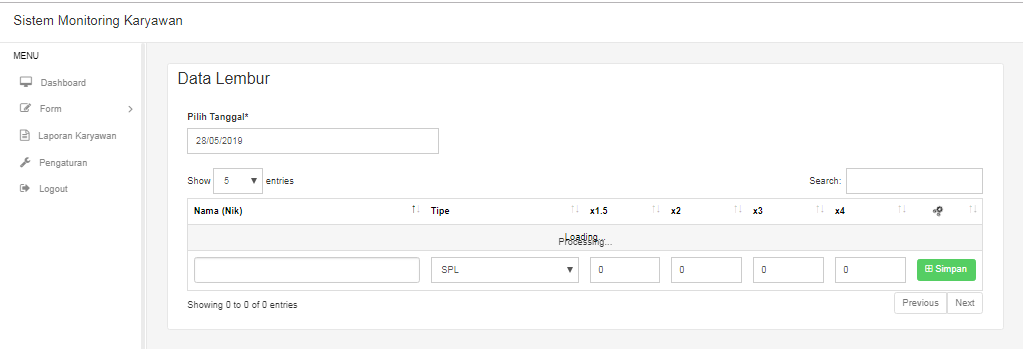 Sistem Monitoring Karyawan
MENU
Dashboard
Form
Laporan Karyawan
Pengaturan
Logout
Data Lembur
Pilih Tanggal*
28/05/2019
Show 5 entries
Search:
Nama (Nik) Tipe x1.5 x2 x3 x4
Loading...
Processing...
SPL 0 0 0 0 Simpan
Showing 0 to 0 of 0 entries
Previous Next